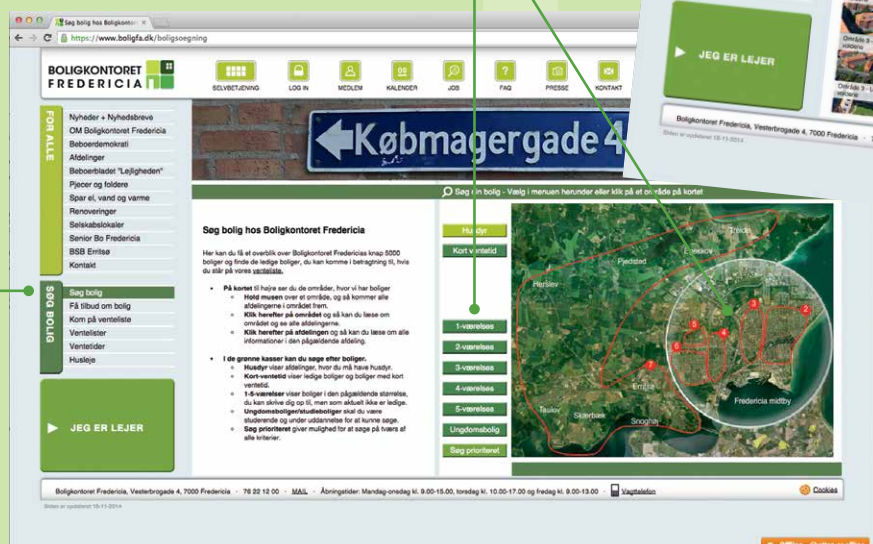 Søg bolig hos Boligkontoret
https://www.boligfa.dk/boligsoegning
BOLIGKONTORET
FREDERICIA
SELVBETJENING
LOG IN
MEDLEM
KALENDER
JOB
FAQ
PRESSE
KONTAKT
FOR ALLE
Nyheder + Nyhedsbreve
OM Boligkontoret Fredericia
Beboerdemokrati
Afdelinger
Beboerbladet "Lejligheden"
Pjecer og foldere
Spar el, vand og varme
Renoveringer
Selskabslokaler
Senior Bo Fredericia
BSB Erritsø
Kontakt
SØG BOLIG
Søg bolig
Få tilbud om bolig
Kom på venteliste
Ventelister
Ventetider
Husleje
JEG ER LEJER
Købmagergade 4
Søg din bolig - Vælg i menuen herunder eller klik på et område på kortet
Søg bolig hos Boligkontoret Fredericia
Her kan du få et overblik over Boligkontoret Fredericias knap 5000
boliger og finde de ledige boliger, du kan komme i betragtning til, hvis
du står på vores venteliste.
• På kortet til højre ser du de områder, hvor vi har boliger
○ Hold musen over et område, og så kommer alle
afdelingerne i området frem.
○ Klik herefter på området og så kan du læse om
området og se alle afdelingerne.
○ Klik herefter på afdelingen og så kan du læse om alle
informationer i den pågældende afdeling.
• I de grønne kasser kan du søge efter boliger.
○ Husdyr viser afdelinger, hvor du må have husdyr.
○ Kort-ventetid viser ledige boliger og boliger med kort
ventetid.
○ 1-5-værelser viser boliger i den pågældende størrelse,
du kan skrive dig op til, men som aktuelt ikke er ledige.
○ Ungdomsboliger/studieboliger skal du være
studerende og under uddannelse for at kunne søge.
○ Søg prioriteret giver mulighed for at søge på tværs af
alle kriterier.
Husdyr
Kort ventetid
1-værelses
2-værelses
3-værelses
4-værelses
5-værelses
Ungdomsbolig
Søg prioriteret
Trelde
Egeskov
Pjedsted
Herslev
3
2
5
4
6
7
Erritsø
Taulov
Skærbæk
Snoghøj
Fredericia midtby
Boligkontoret Fredericia, Vesterbrogade 4, 7000 Fredericia · 76 22 12 00 · MAIL · Åbningstider: Mandag-onsdag kl. 9.00-15.00, torsdag kl. 10.00-17.00 og fredag kl. 9.00-13.00 · Vagttelefon
Cookies
Siden er opdateret 18-11-2014
JEG ER LEJER
Område 3 -
voldene
Område 3 - U
voldene
Boligkontoret Fredericia, Vesterbrogade 4, 7000 Fredericia ·
Siden er opdateret 18-11-2014